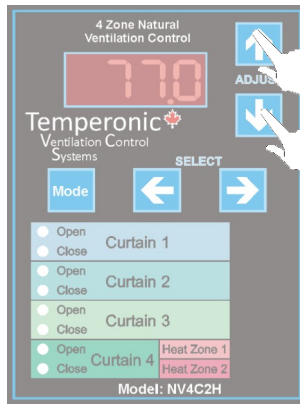 4 Zone Natural
Ventilation Control
77.0
ADJUS
Temperonic
Ventilation Control
Systems
SELECT
Mode
Open
Close
Curtain 1
Open
Close
Curtain 2
Open
Close
Curtain 3
Open
Close
Curtain 4
Heat Zone 1
Heat Zone 2
Model: NV4C2H